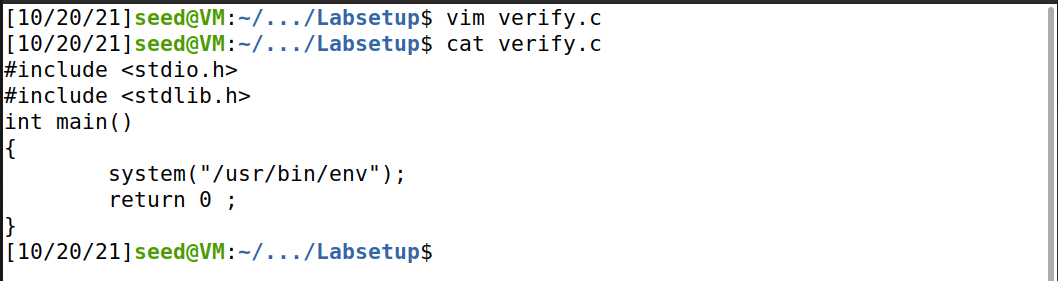 [10/20/21]seed@VM:~/.../Labsetup$ vim verify.c
[10/20/21]seed@VM:~/.../Labsetup$ cat verify.c
#include <stdio.h>
#include <stdlib.h>
int main()
{
        system("/usr/bin/env");
        return 0 ;
}
[10/20/21]seed@VM:~/.../Labsetup$